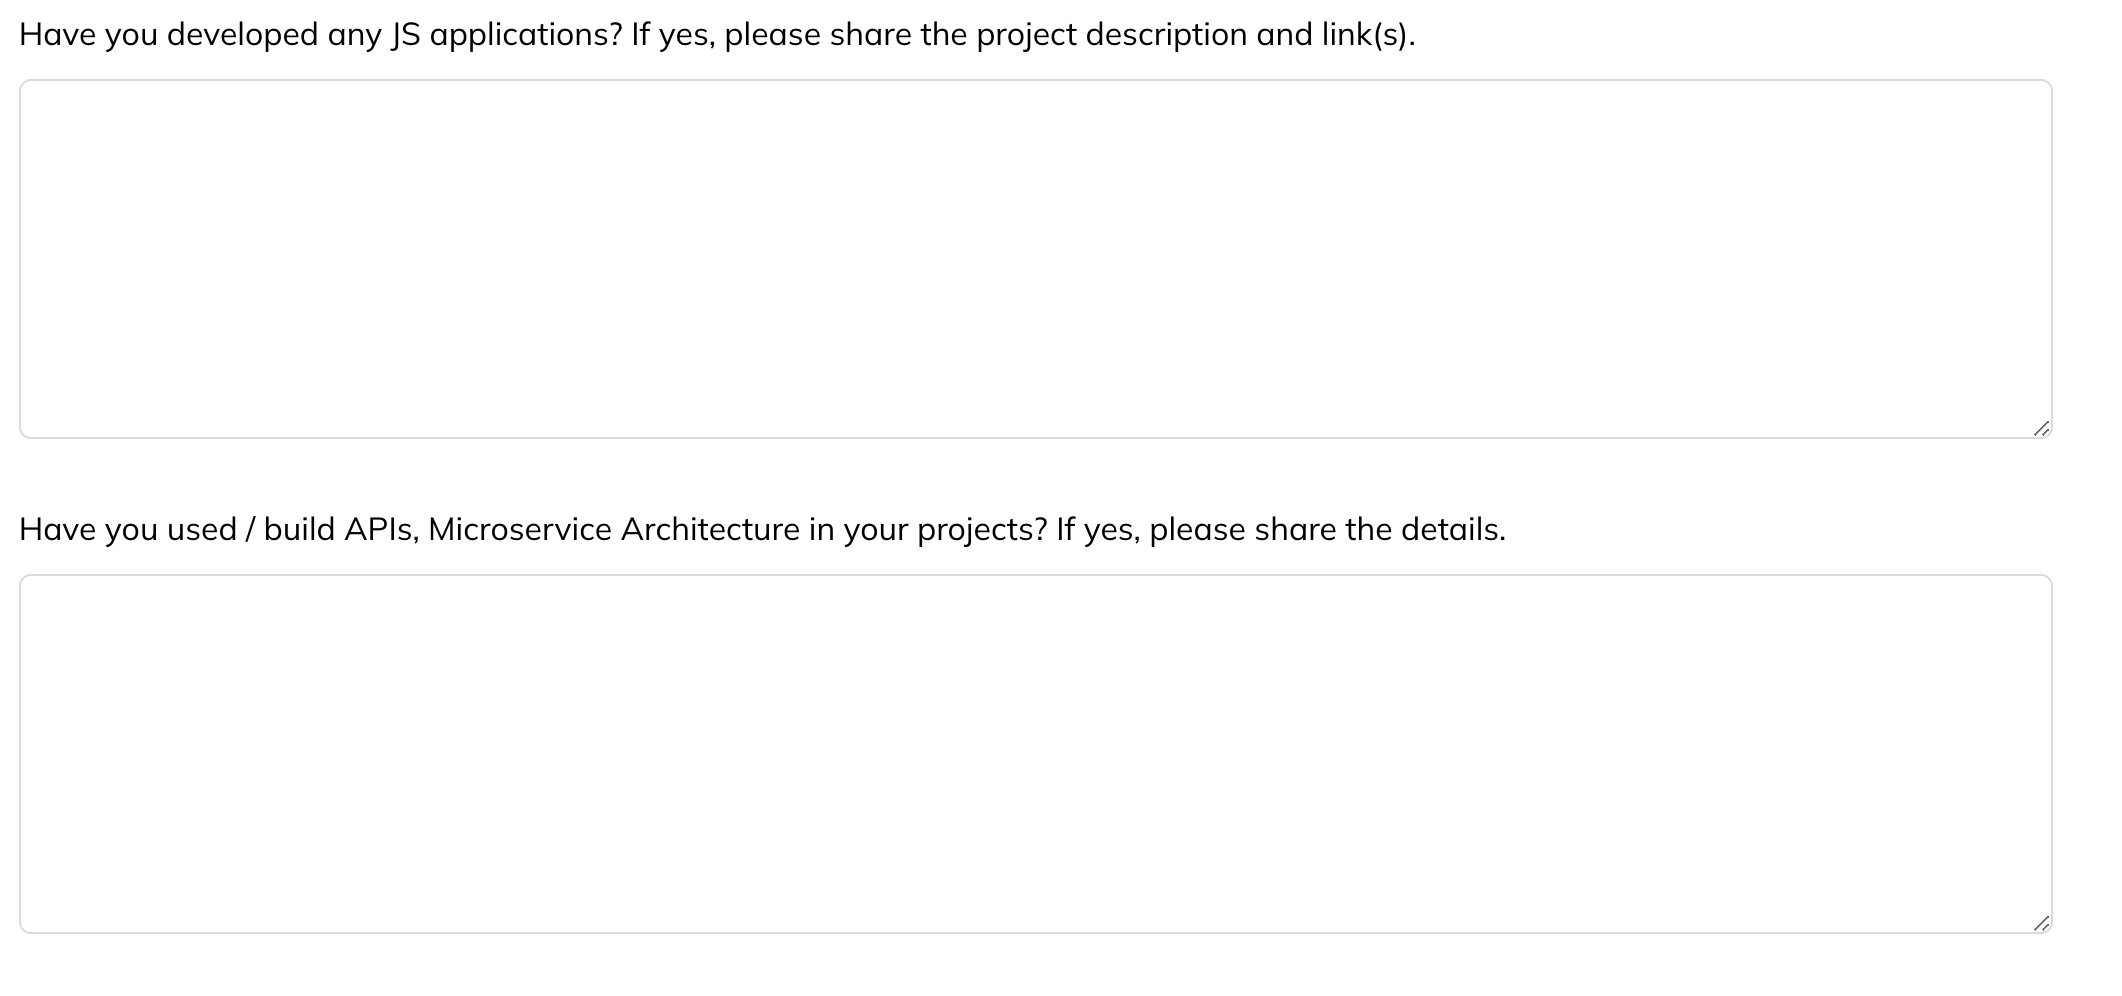 Have you developed any JS applications? If yes, please share the project description and link(s).
Have you used / build APIs, Microservice Architecture in your projects? If yes, please share the details.